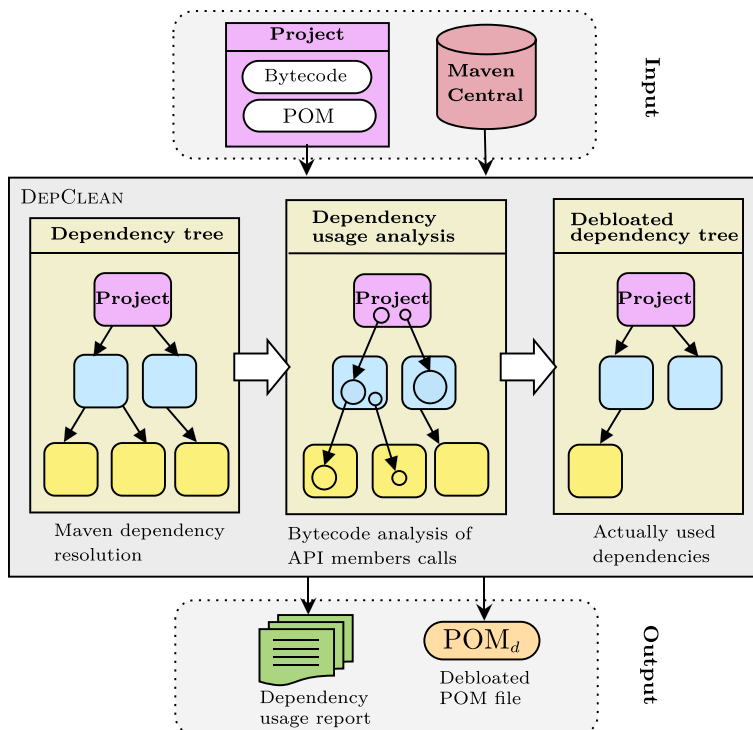 Project
Bytecode
POM
Maven
Central
Input
DEPCLEAN
Dependency tree
Project
Maven dependency
resolution
Dependency
usage analysis
Project
Bytecode analysis of
API members calls
Debloated
dependency tree
Project
Actually used
dependencies
Dependency
usage report
POMd
Debloated
POM file
Output